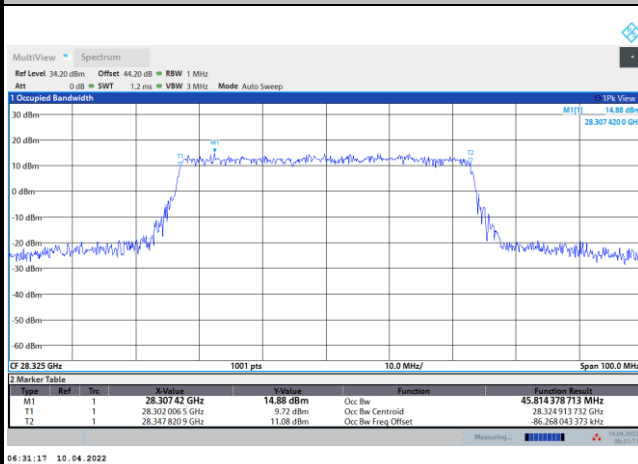 MultiView Spectrum
Ref Level 34.20 dBm Offset 44.20 dB RBW 1 MHz
Att 0 dB SWT 1.2 ms VBW 3 MHz Mode Auto Sweep
1 Occupied Bandwidth 1Pk View
M1[1] 14.88 dBm
28.307 420 0 GHz
30 dBm
20 dBm
10 dBm
0 dBm
-10 dBm
-20 dBm
-30 dBm
-40 dBm
-50 dBm
-60 dBm
T1
M1
T2
CF 28.325 GHz 1001 pts 10.0 MHz/ Span 100.0 MHz
2 Marker Table
Type Ref Trc X-Value Y-Value Function Function Result
M1 1 28.307 42 GHz 14.88 dBm Occ Bw 45.814 378 713 MHz
T1 1 28.302 006 5 GHz 9.72 dBm Occ Bw Centroid 28.324 913 732 GHz
T2 1 28.347 820 9 GHz 11.08 dBm Occ Bw Freq Offset -86.268 043 373 kHz
Measuring... 10.04.2022
06:31:17
06:31:17 10.04.2022